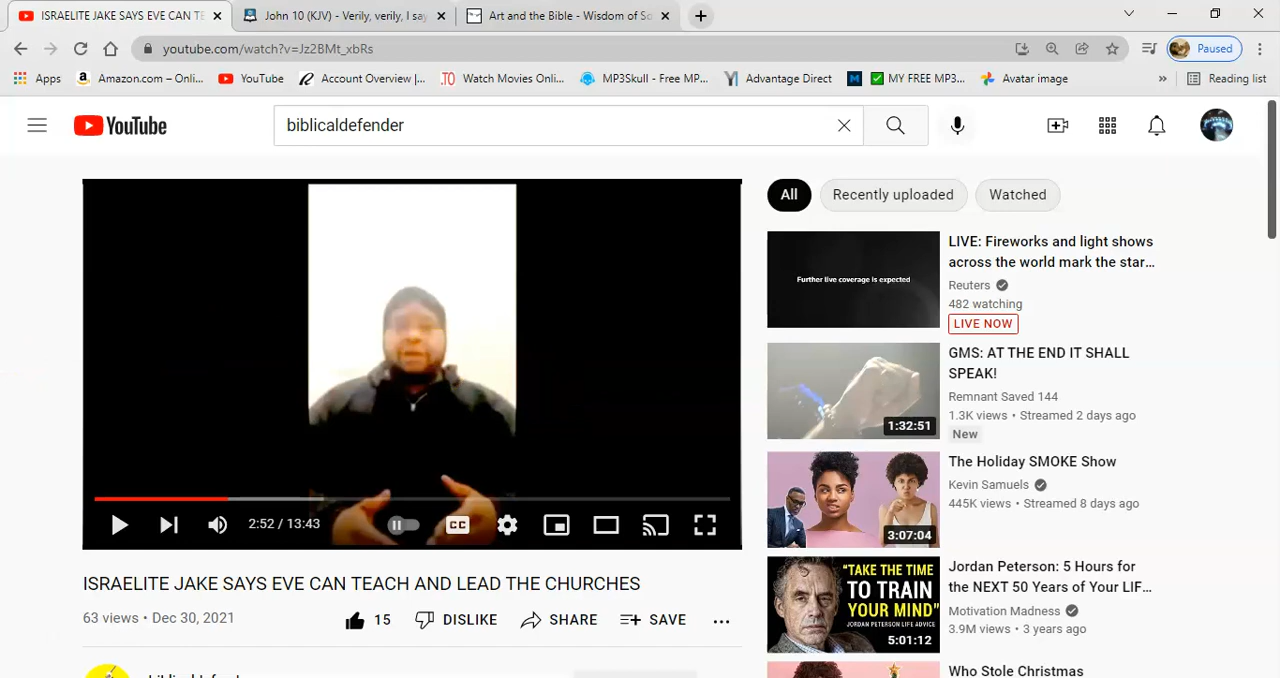 ISRAELITE JAKE SAYS EVE CAN TE
John 10 (KJV) - Verily, verily, I say
Art and the Bible - Wisdom of So
youtube.com/watch?v=Jz2BMt_xbRs
Paused
Apps
Amazon.com – Onli...
YouTube
Account Overview |...
Watch Movies Onlin...
MP3Skull - Free MP...
Advantage Direct
MY FREE MP3...
Avatar image
»
Reading list
YouTube
biblicaldefender
All
Recently uploaded
Watched
Further live coverage is expected
LIVE: Fireworks and light shows
across the world mark the star...
Reuters
482 watching
LIVE NOW
GMS: AT THE END IT SHALL
SPEAK!
Remnant Saved 144
1.3K views • Streamed 2 days ago
New
1:32:51
The Holiday SMOKE Show
Kevin Samuels
445K views • Streamed 8 days ago
3:07:04
2:52 / 13:43
CC
ISRAELITE JAKE SAYS EVE CAN TEACH AND LEAD THE CHURCHES
63 views • Dec 30, 2021
15
DISLIKE
SHARE
SAVE
"TAKE THE TIME
TO TRAIN
YOUR MIND"
JORDAN PETERSON LIFE ADVICE
5:01:12
Jordan Peterson: 5 Hours for
the NEXT 50 Years of Your LIF...
Motivation Madness
3.9M views • 3 years ago
Who Stole Christmas